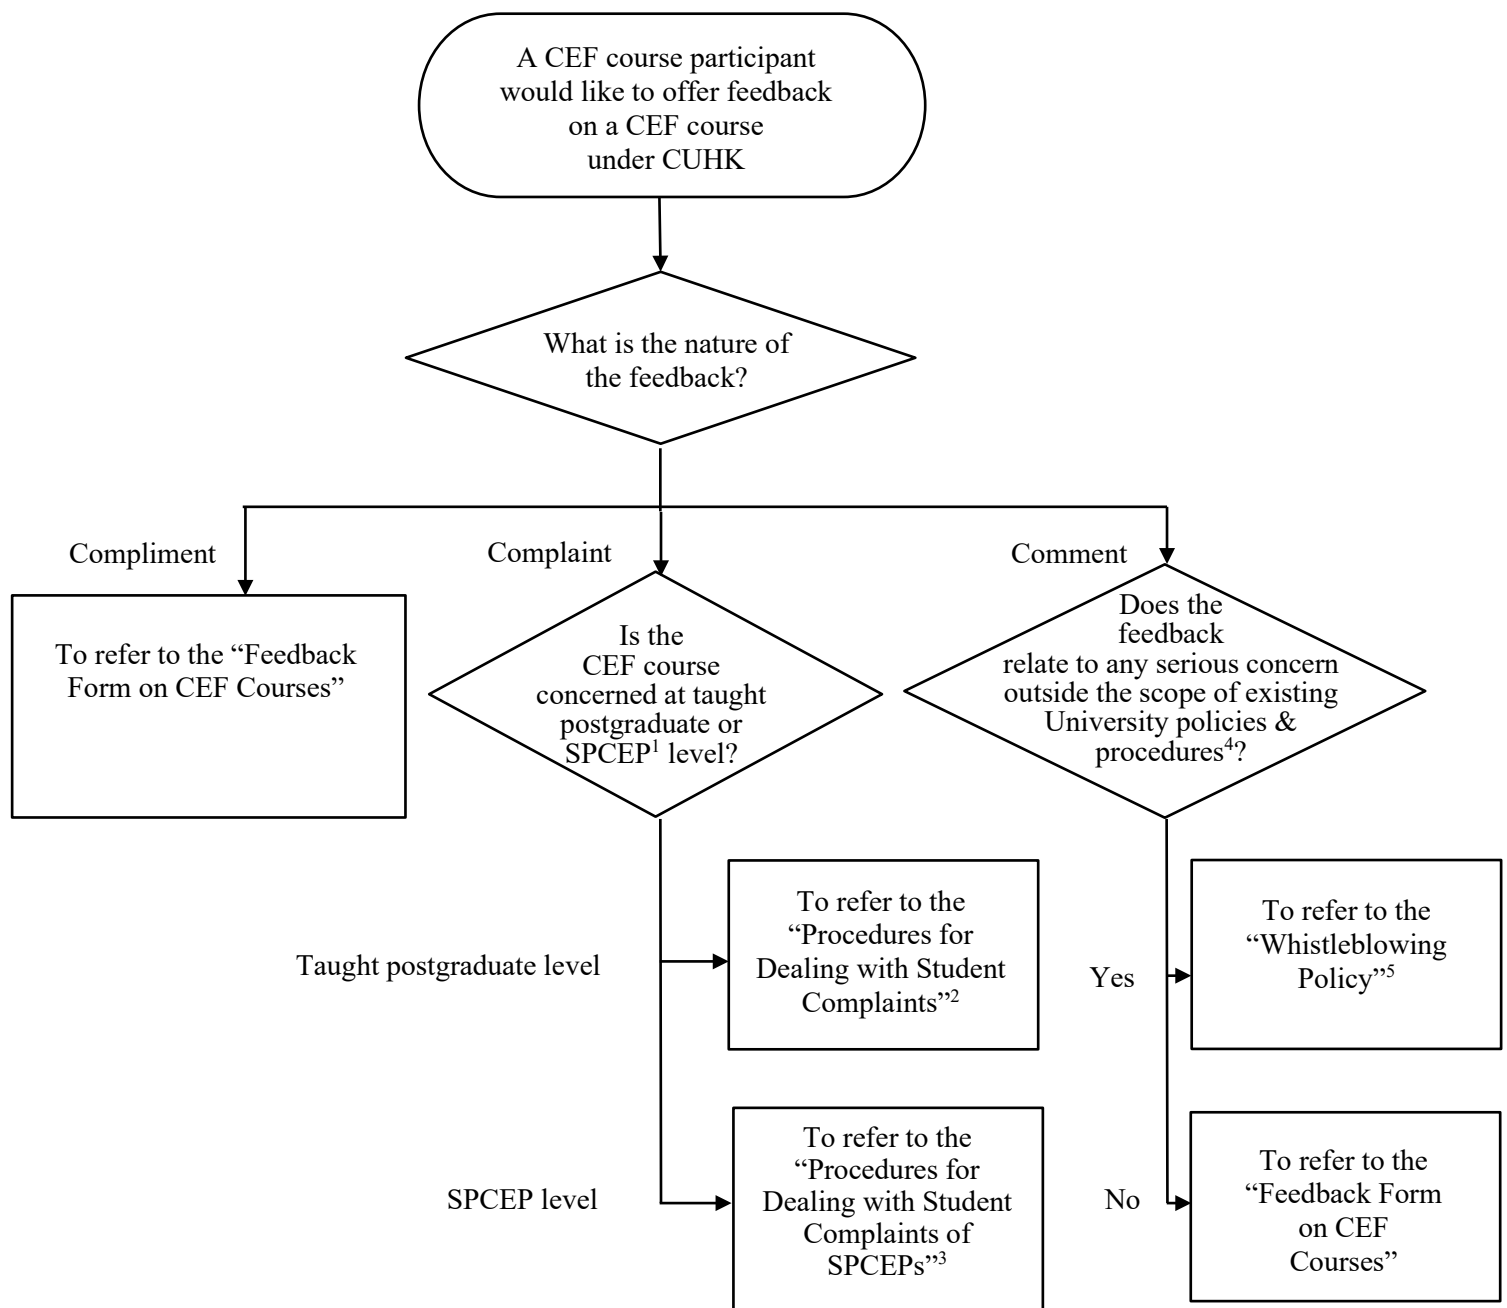 A CEF course participant
would like to offer feedback
on a CEF course
under CUHK
What is the nature of
the feedback?
Compliment
Complaint
Comment
To refer to the “Feedback
Form on CEF Courses”
Is the
CEF course
concerned at taught
postgraduate or
SPCEP¹ level?
Does the
feedback
relate to any serious concern
outside the scope of existing
University policies &
procedures⁴?
Taught postgraduate level
To refer to the
“Procedures for
Dealing with Student
Complaints”²
Yes
To refer to the
“Whistleblowing
Policy”⁵
SPCEP level
To refer to the
“Procedures for
Dealing with Student
Complaints of
SPCEPs”³
No
To refer to the
“Feedback Form
on CEF
Courses”